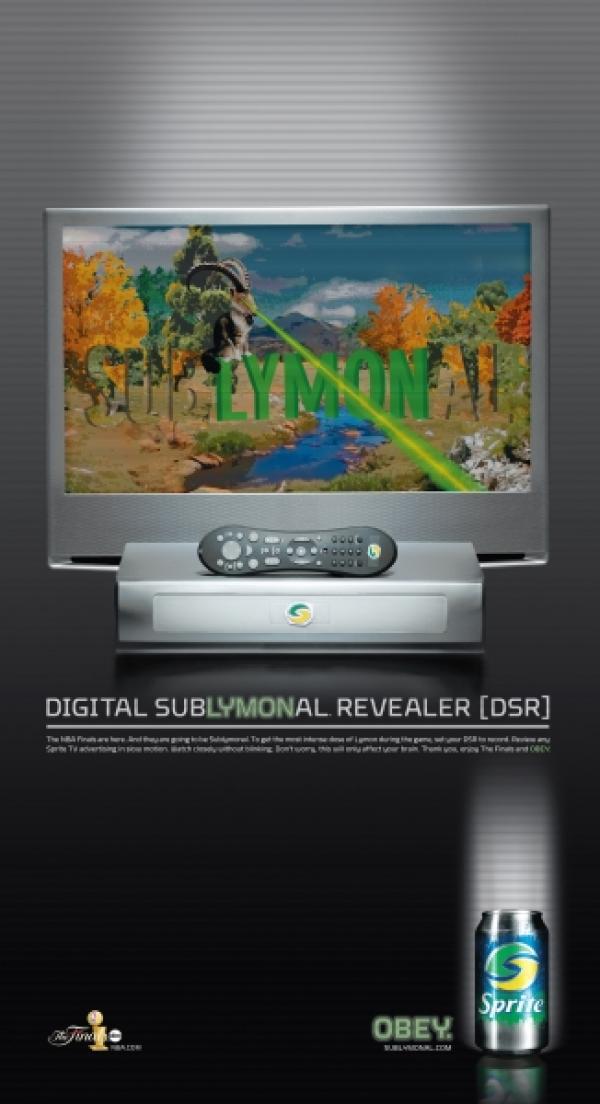 SUBLYMONAL
DIGITAL SUBLYMONAL REVEALER [DSR]
The NBA Finals are here. And they are going to be Sublymonal. To get the most intense dose of Lymon during the game, set your DSR to record. Review any
Sprite TV advertising in slow motion. Watch closely without blinking. Don't worry, this will only affect your brain. Thank you, enjoy The Finals and OBEY.
Sprite
The Finals
NBA.COM
OBEY.
SUBLYMONAL.COM